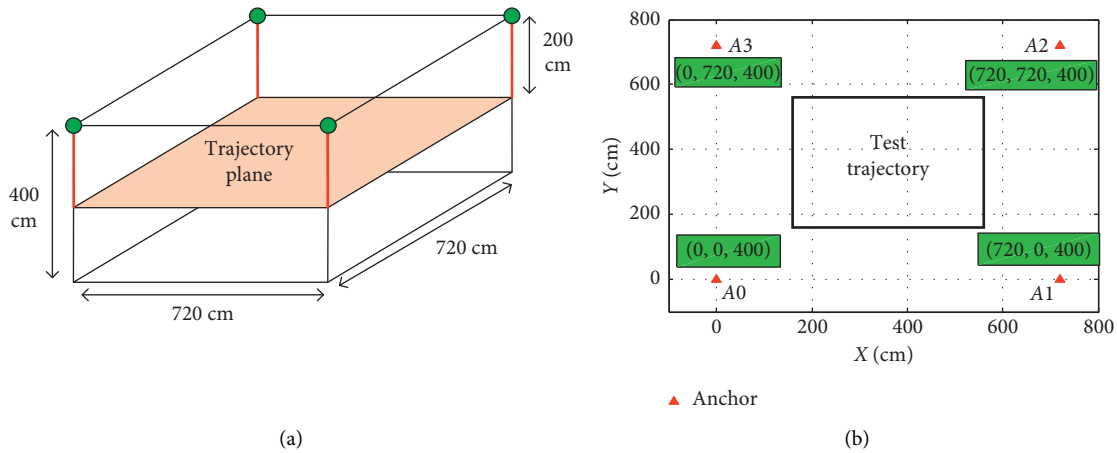 200
cm
Trajectory
plane
400
cm
720 cm
720 cm
(a)
800
600
400
200
0
Y (cm)
A3
A2
(0, 720, 400)
(720, 720, 400)
Test
trajectory
(0, 0, 400)
(720, 0, 400)
A0
A1
0
200
400
600
800
X (cm)
Anchor
(b)